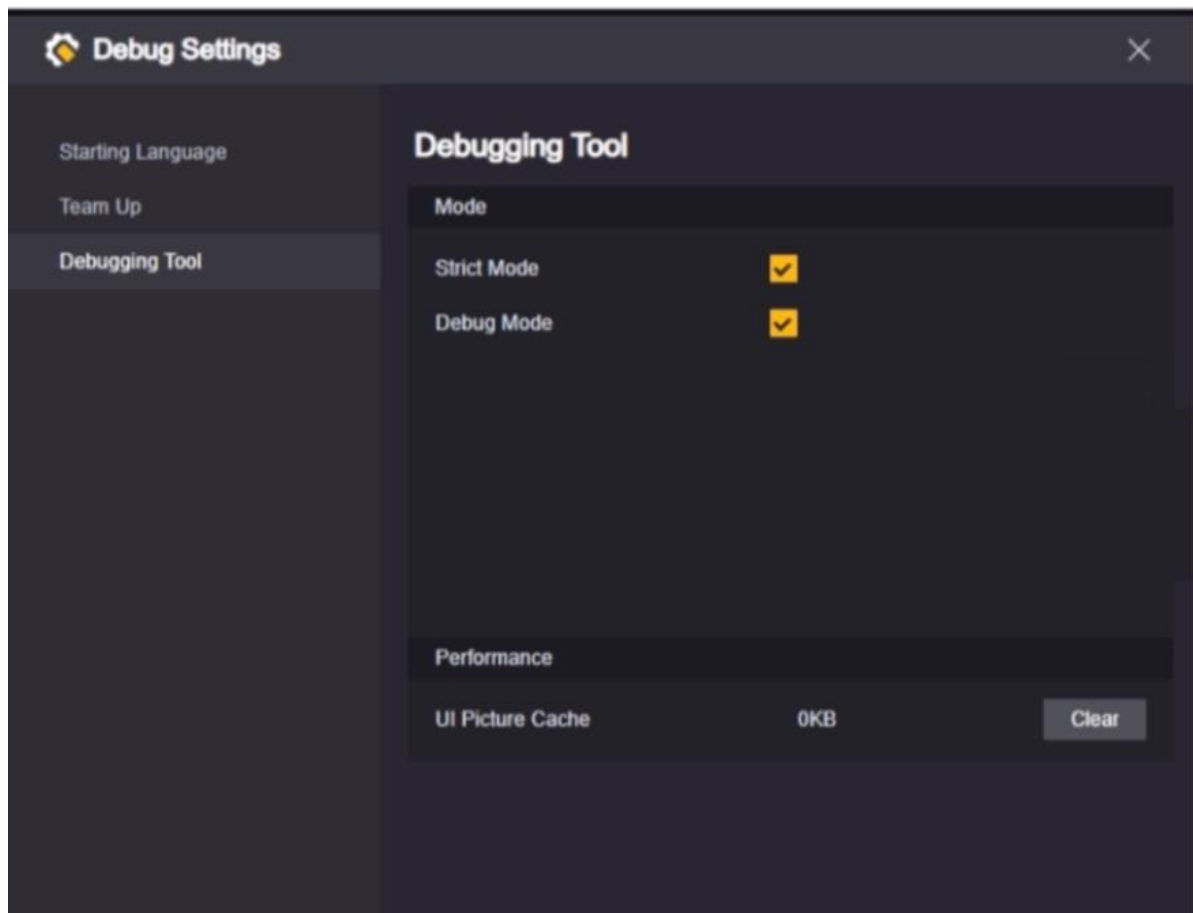 Debug Settings
Starting Language
Team Up
Debugging Tool
Debugging Tool
Mode
Strict Mode
Debug Mode
Performance
UI Picture Cache 0KB Clear